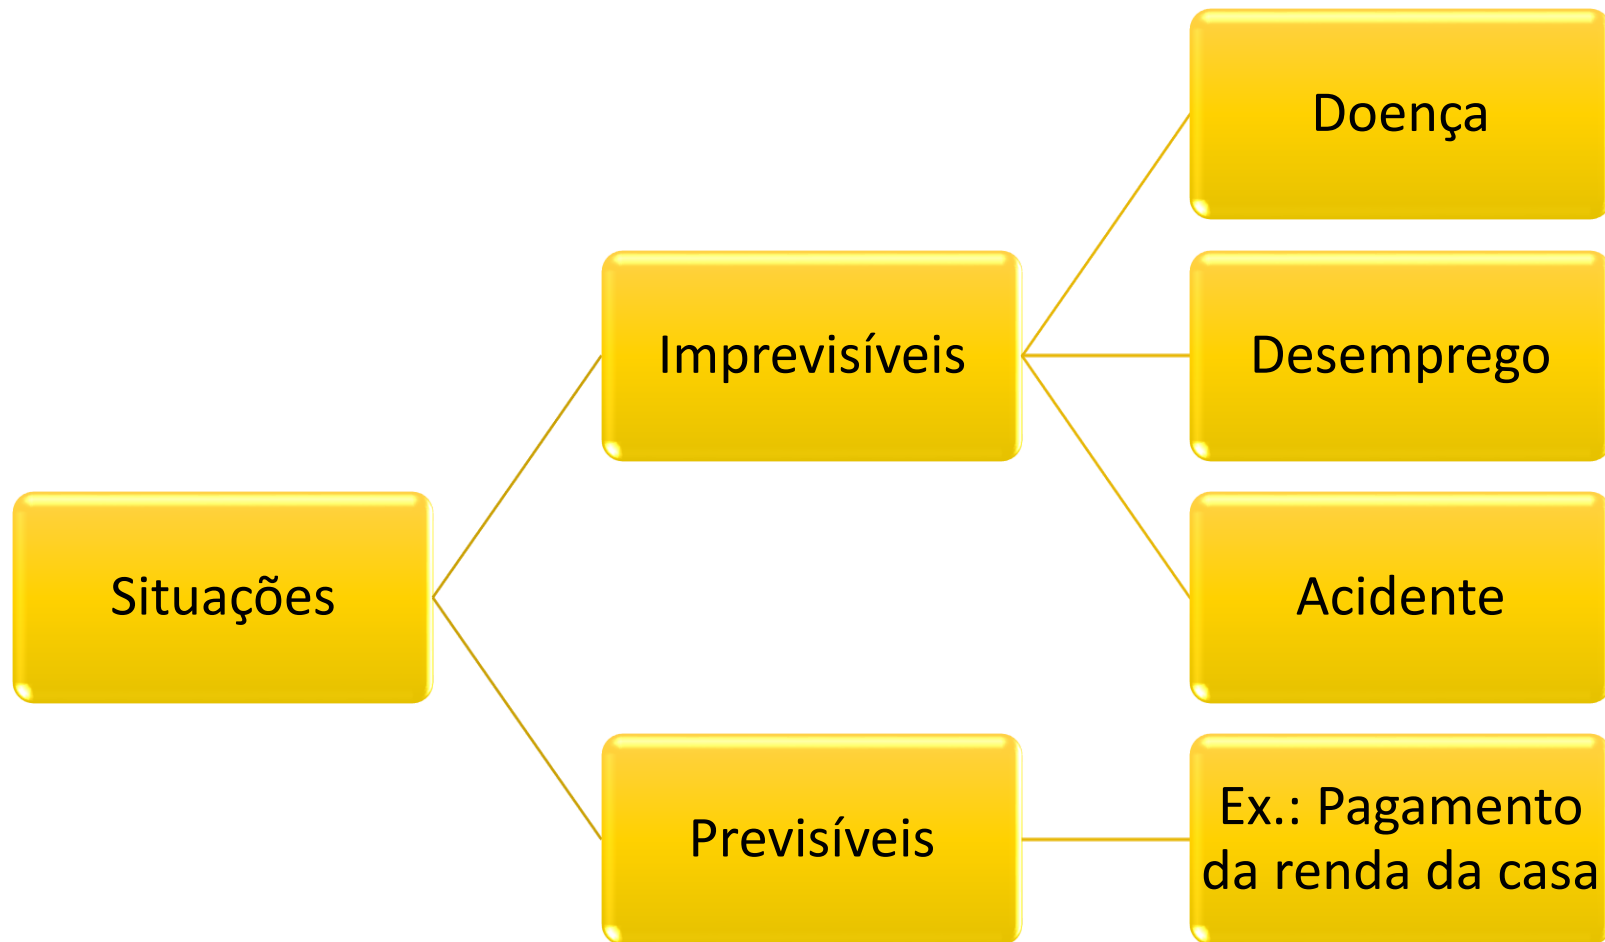 Situações
Imprevisíveis
Doença
Desemprego
Acidente
Previsíveis
Ex.: Pagamento
da renda da casa